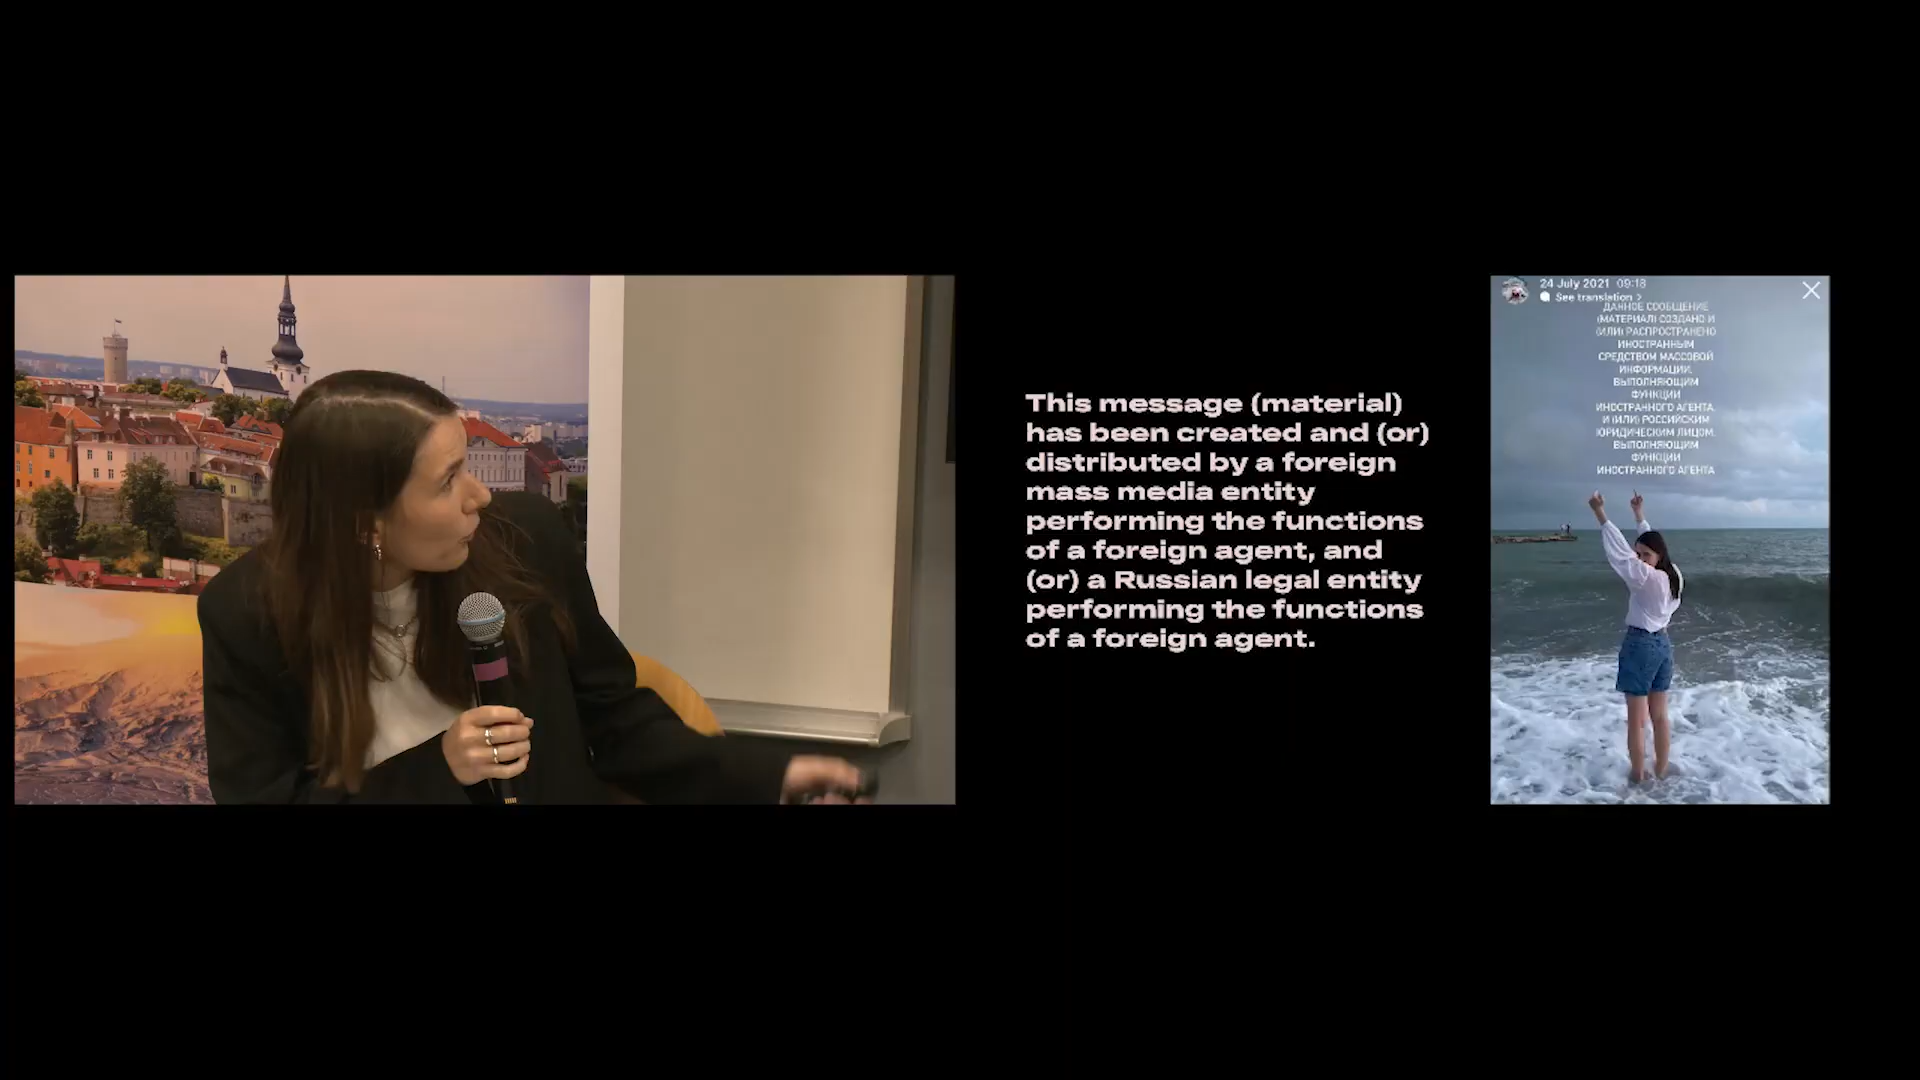 This message (material)
has been created and (or)
distributed by a foreign
mass media entity
performing the functions
of a foreign agent, and
(or) a Russian legal entity
performing the functions
of a foreign agent.
24 July 2021 09:18
See translation >
ДАННОЕ СООБЩЕНИЕ
(МАТЕРИАЛ) СОЗДАНО И
(ИЛИ) РАСПРОСТРАНЕНО
ИНОСТРАННЫМ
СРЕДСТВОМ МАССОВОЙ
ИНФОРМАЦИИ,
ВЫПОЛНЯЮЩИМ
ФУНКЦИИ
ИНОСТРАННОГО АГЕНТА,
И (ИЛИ) РОССИЙСКИМ
ЮРИДИЧЕСКИМ ЛИЦОМ,
ВЫПОЛНЯЮЩИМ
ФУНКЦИИ
ИНОСТРАННОГО АГЕНТА